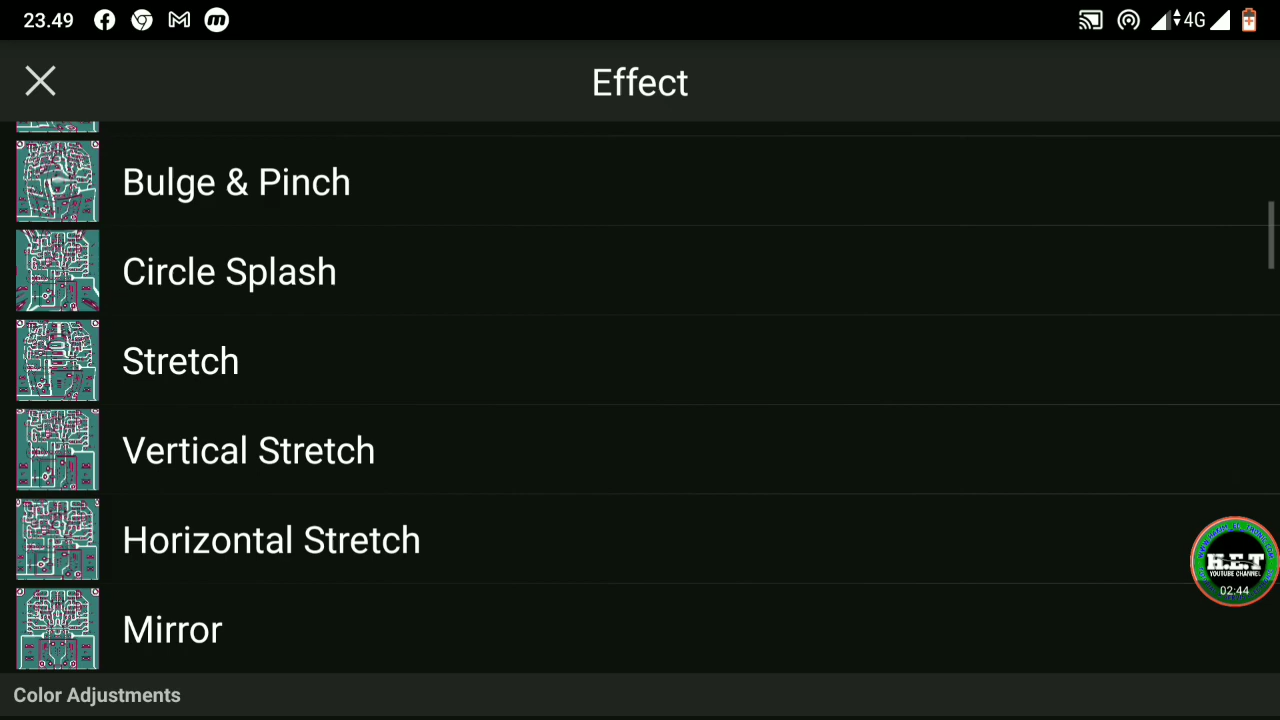 23.49
4G
Effect
Bulge & Pinch
Circle Splash
Stretch
Vertical Stretch
Horizontal Stretch
Mirror
H.E.T
YOUTUBE CHANNEL
02:44
Color Adjustments